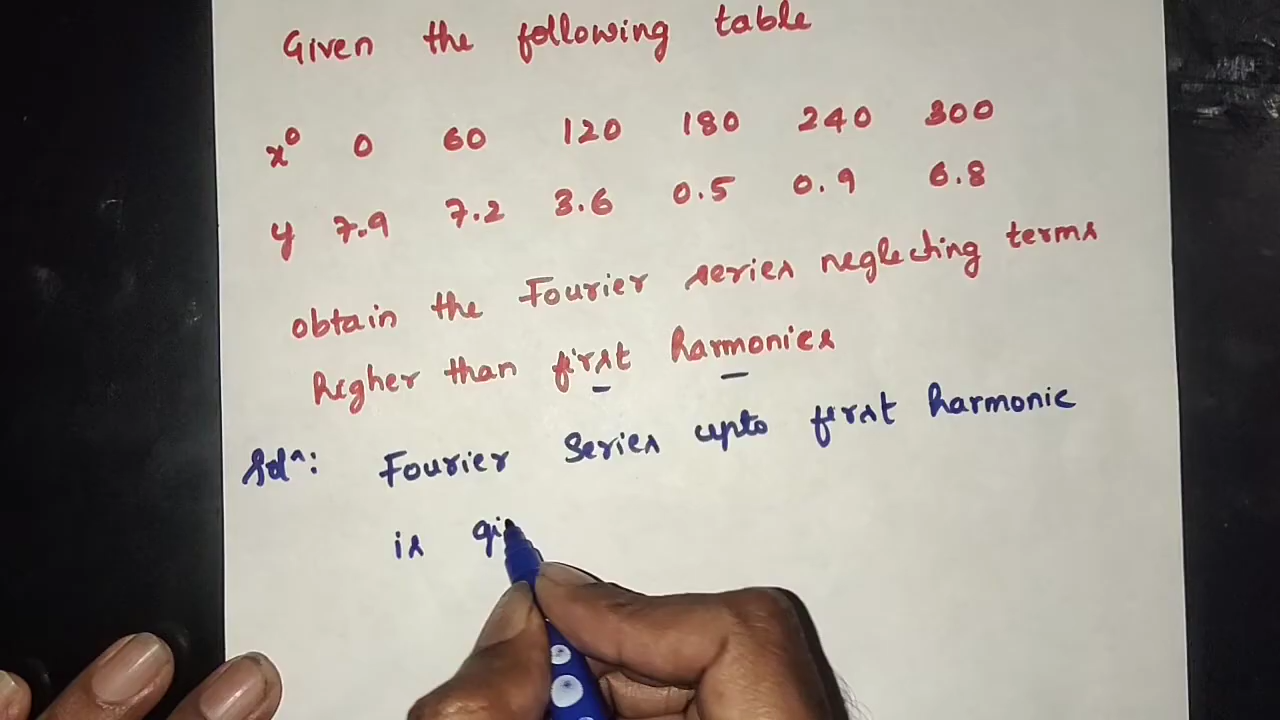 Given the following table
x⁰ 0 60 120 180 240 300
y 7.9 7.2 3.6 0.5 0.9 6.8
obtain the Fourier series neglecting terms
higher than first harmonics
Solⁿ: Fourier Series upto first harmonic
is gi